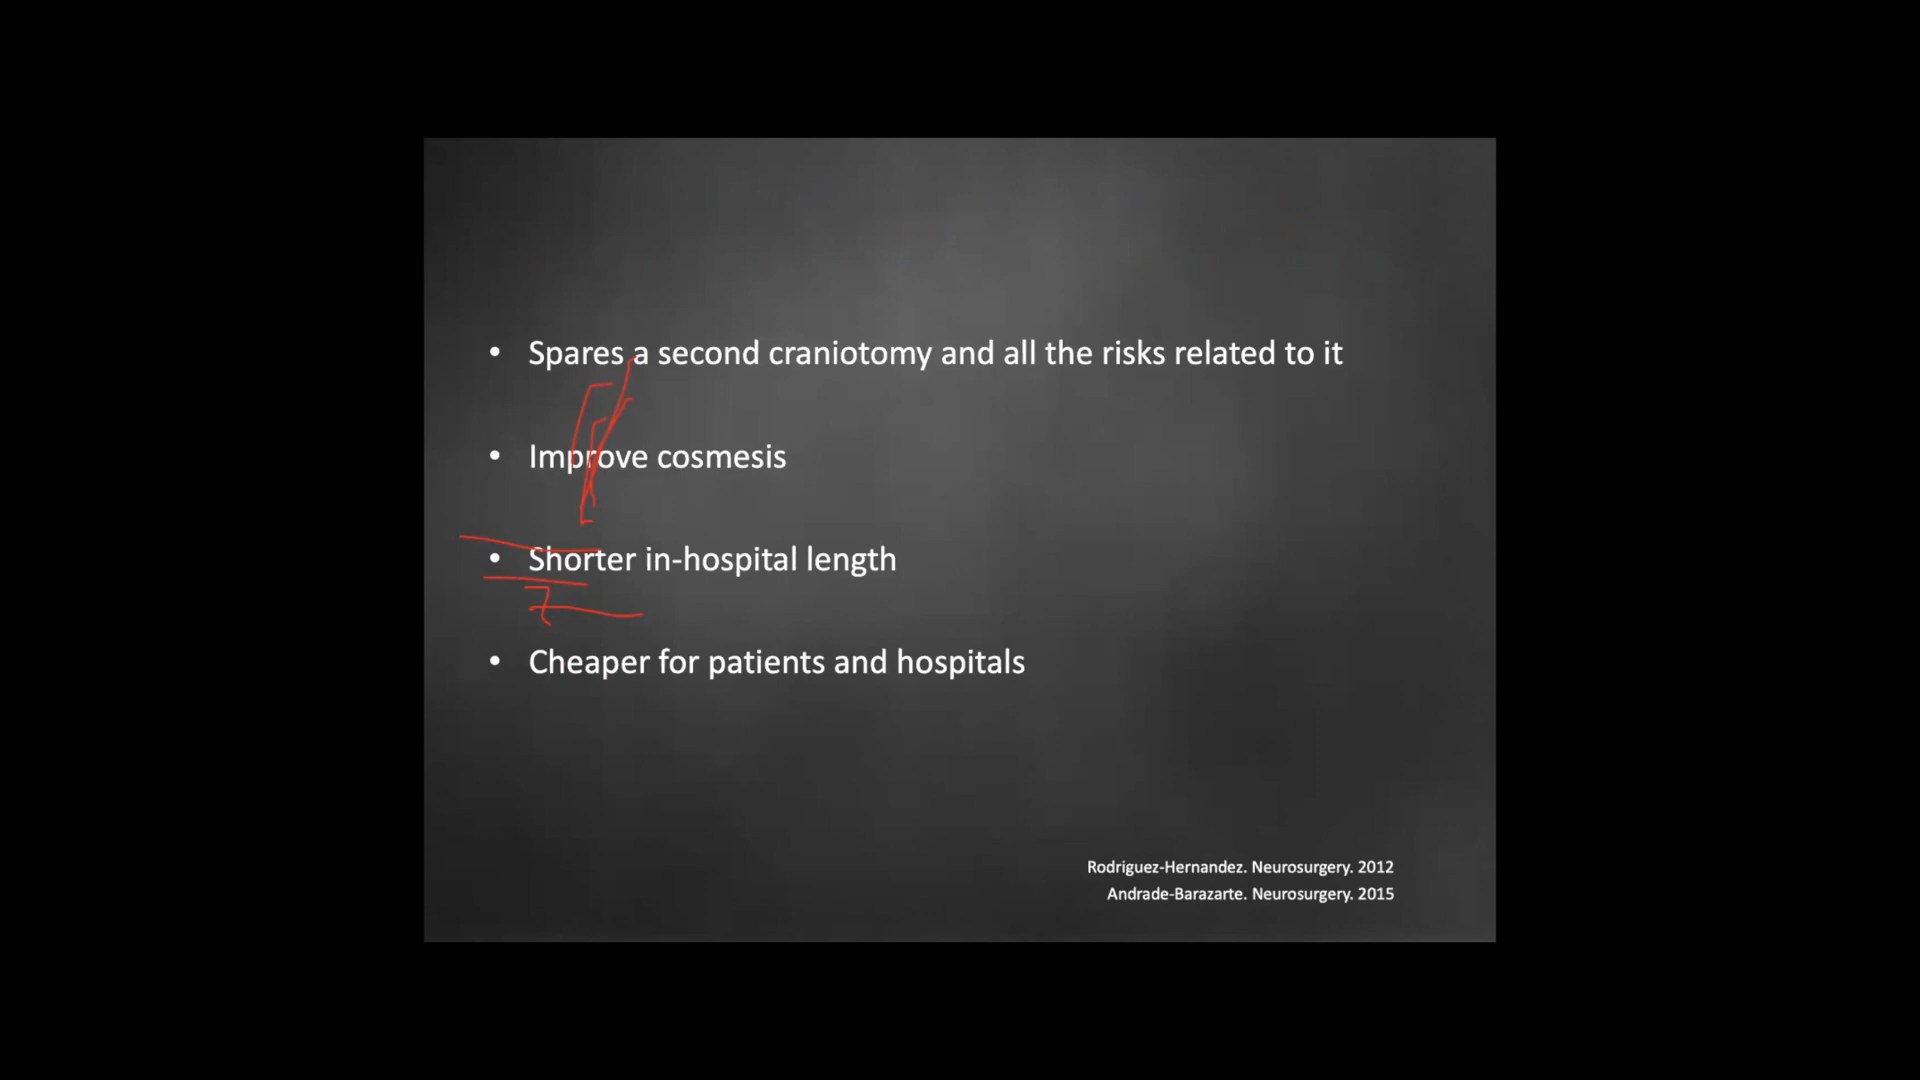 • Spares a second craniotomy and all the risks related to it
• Improve cosmesis
• Shorter in-hospital length
• Cheaper for patients and hospitals
Rodriguez-Hernandez. Neurosurgery. 2012
Andrade-Barazarte. Neurosurgery. 2015